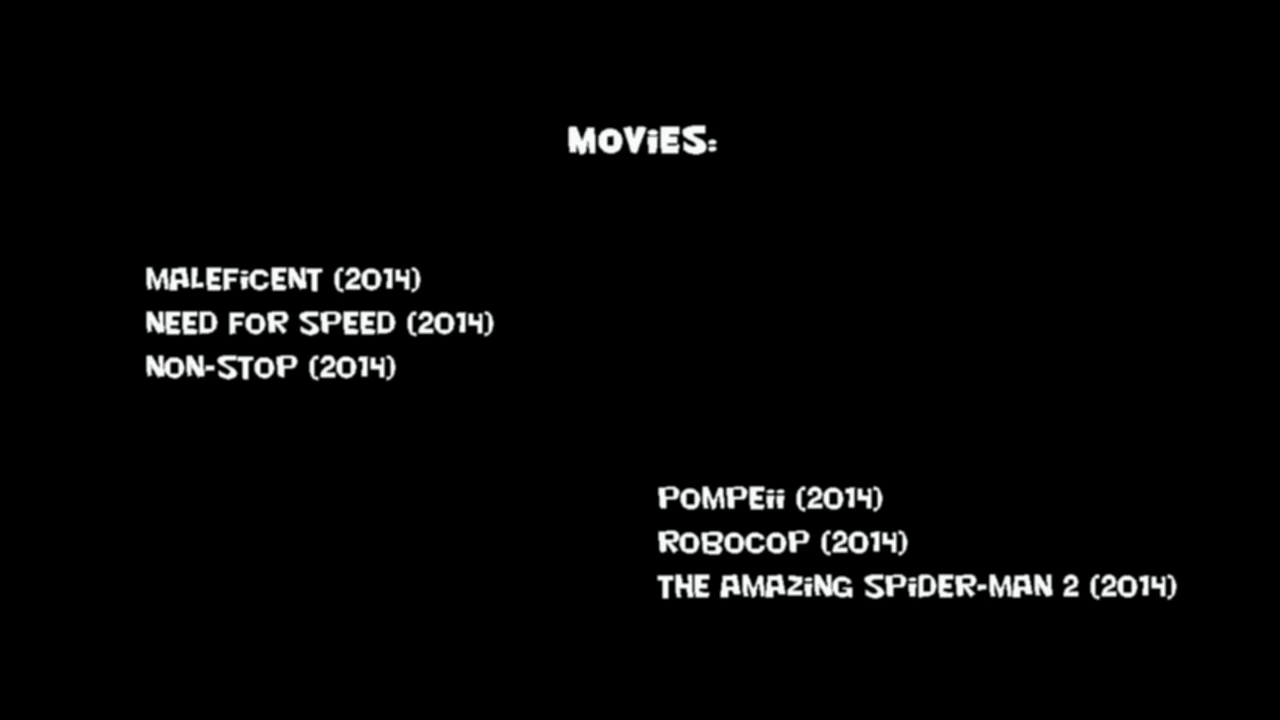 MOViES:
MALEFiCENT (2014)
NEED FOR SPEED (2014)
NON-STOP (2014)
POMPEii (2014)
ROBOCOP (2014)
THE AMAZiNG SPiDER-MAN 2 (2014)